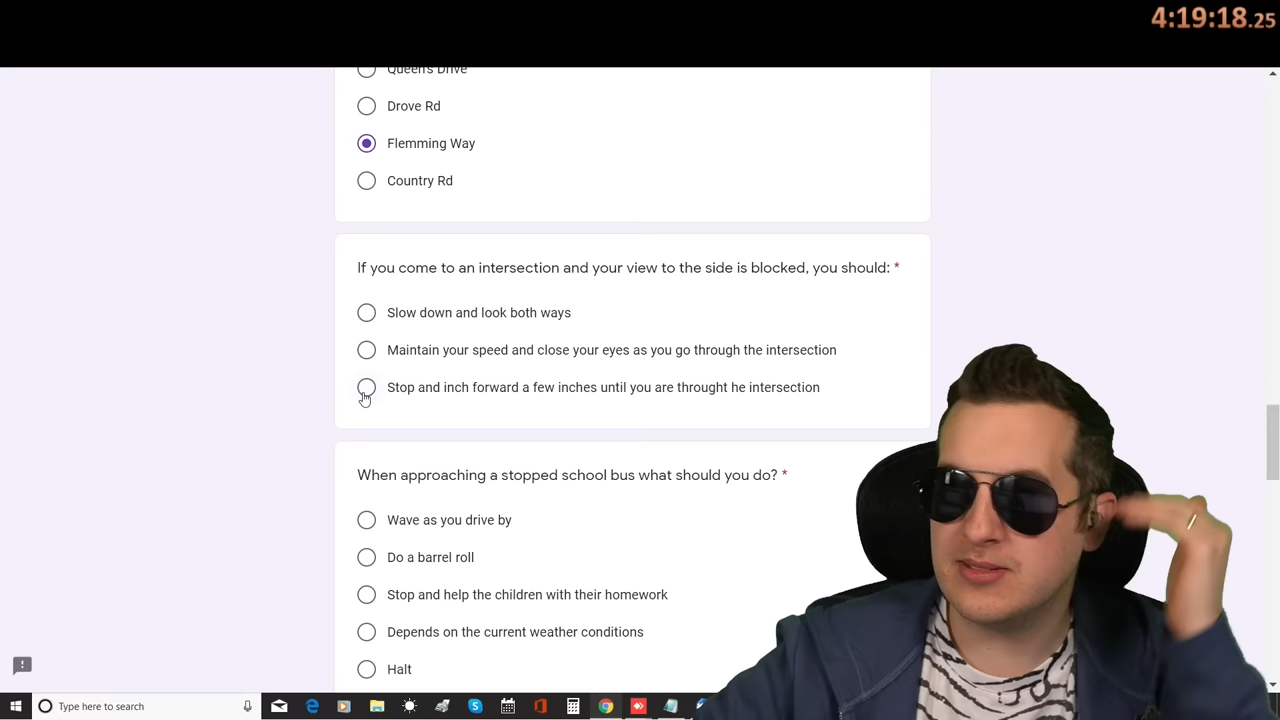 4:19:18.25
Queen's Drive
Drove Rd
Flemming Way
Country Rd
If you come to an intersection and your view to the side is blocked, you should: *
Slow down and look both ways
Maintain your speed and close your eyes as you go through the intersection
Stop and inch forward a few inches until you are throught he intersection
When approaching a stopped school bus what should you do? *
Wave as you drive by
Do a barrel roll
Stop and help the children with their homework
Depends on the current weather conditions
Halt
Type here to search